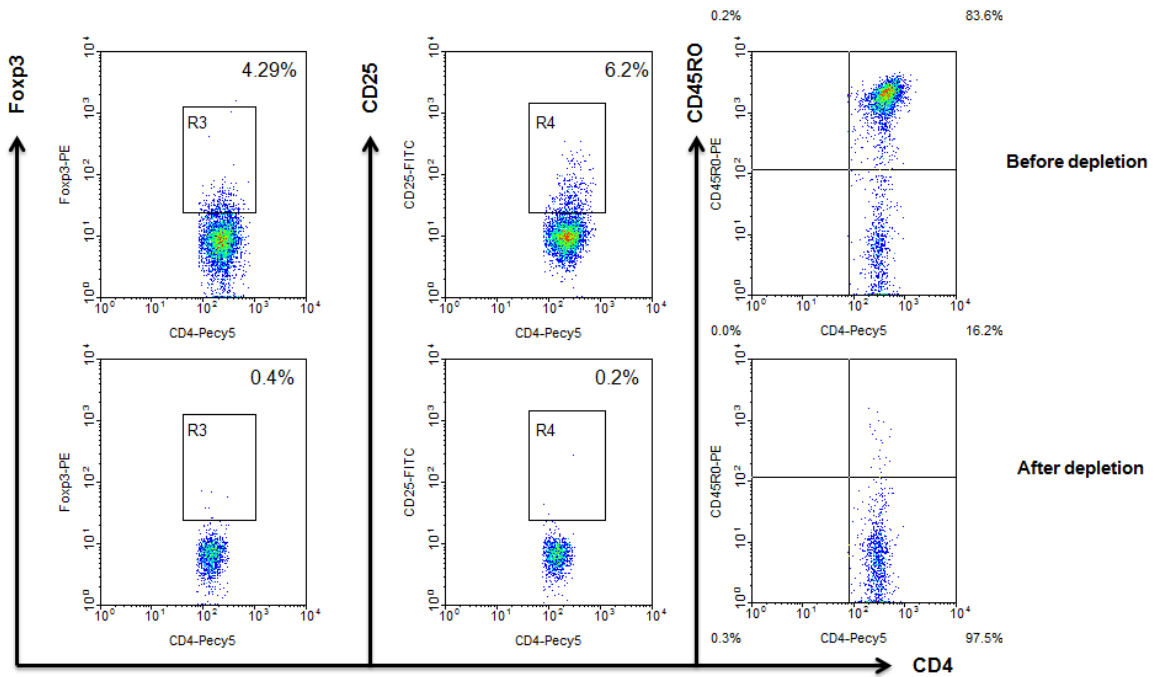 0.2% 83.6%
Foxp3
CD25
CD45RO
4.29%
R3
Foxp3-PE
10⁰ 10¹ 10² 10³ 10⁴
10⁰ 10¹ 10² 10³ 10⁴
CD4-Pecy5
6.2%
R4
CD25-FITC
10⁰ 10¹ 10² 10³ 10⁴
10⁰ 10¹ 10² 10³ 10⁴
CD4-Pecy5
CD45R0-PE
10⁰ 10¹ 10² 10³ 10⁴
10⁰ 10¹ 10² 10³ 10⁴
0.0% CD4-Pecy5 16.2%
Before depletion
0.4%
R3
Foxp3-PE
10⁰ 10¹ 10² 10³ 10⁴
10⁰ 10¹ 10² 10³ 10⁴
CD4-Pecy5
0.2%
R4
CD25-FITC
10⁰ 10¹ 10² 10³ 10⁴
10⁰ 10¹ 10² 10³ 10⁴
CD4-Pecy5
CD45R0-PE
10⁰ 10¹ 10² 10³ 10⁴
10⁰ 10¹ 10² 10³ 10⁴
0.3% CD4-Pecy5 97.5%
After depletion
CD4